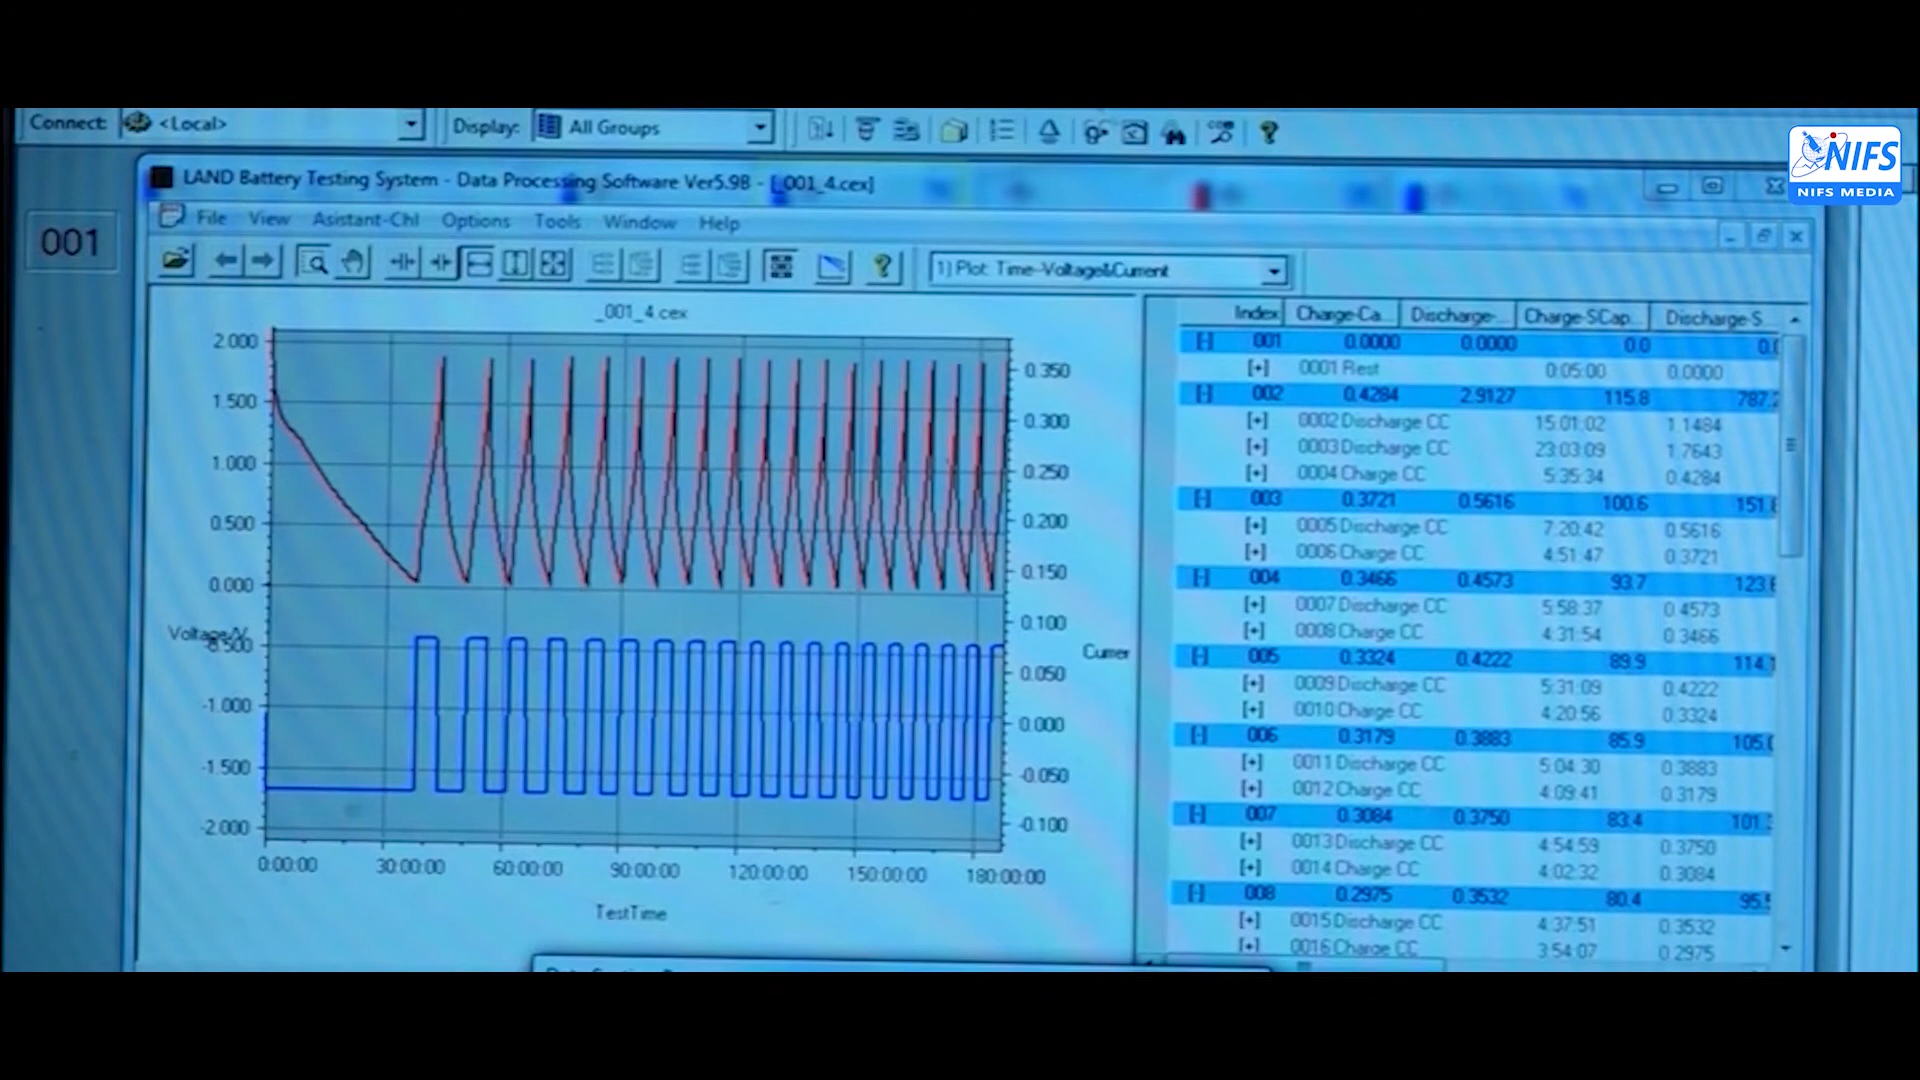 NIFS
NIFS MEDIA
Connect: <Local> Display: All Groups
LAND Battery Testing System - Data Processing Software Ver5.9B - [_001_4.cex]
001
File View Asistant-Chl Options Tools Window Help
1) Plot: Time--Voltage&Current
_001_4.cex
2.000
1.500
1.000
0.500
0.000
Voltage/V
-1.000
-1.500
-2.000
0.350
0.300
0.250
0.200
0.150
0.100
0.050
0.000
-0.050
-0.100
Curren
0:00:00 30:00:00 60:00:00 90:00:00 120:00:00 150:00:00 180:00:00
TestTime
Index Charge-Ca... Discharge-... Charge-SCap... Discharge-S
[-] 001 0.0000 0.0000 0.0 0.0
[+] 0001 Rest 0:05:00 0.0000
[-] 002 0.4284 2.9127 115.8 787.2
[+] 0002 Discharge CC 15:01:02 1.1484
[+] 0003 Discharge CC 23:03:09 1.7643
[+] 0004 Charge CC 5:35:34 0.4284
[-] 003 0.3721 0.5616 100.6 151.8
[+] 0005 Discharge CC 7:20:42 0.5616
[+] 0006 Charge CC 4:51:47 0.3721
[-] 004 0.3466 0.4573 93.7 123.6
[+] 0007 Discharge CC 5:58:37 0.4573
[+] 0008 Charge CC 4:31:54 0.3466
[-] 005 0.3324 0.4222 89.9 114.1
[+] 0009 Discharge CC 5:31:09 0.4222
[+] 0010 Charge CC 4:20:56 0.3324
[-] 006 0.3179 0.3883 85.9 105.0
[+] 0011 Discharge CC 5:04:30 0.3883
[+] 0012 Charge CC 4:09:41 0.3179
[-] 007 0.3084 0.3750 83.4 101.3
[+] 0013 Discharge CC 4:54:59 0.3750
[+] 0014 Charge CC 4:02:32 0.3084
[-] 008 0.2975 0.3532 80.4 95.5
[+] 0015 Discharge CC 4:37:51 0.3532
[+] 0016 Charge CC 3:54:07 0.2975